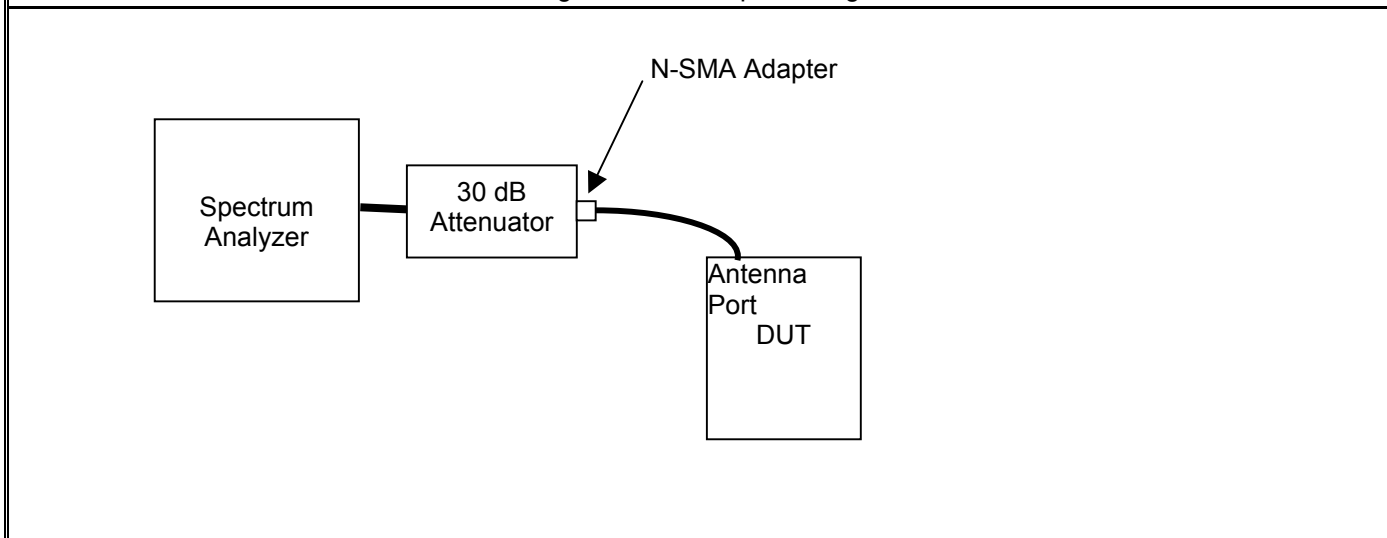 N-SMA Adapter
30 dB
Attenuator
Spectrum
Analyzer
Antenna
Port
DUT